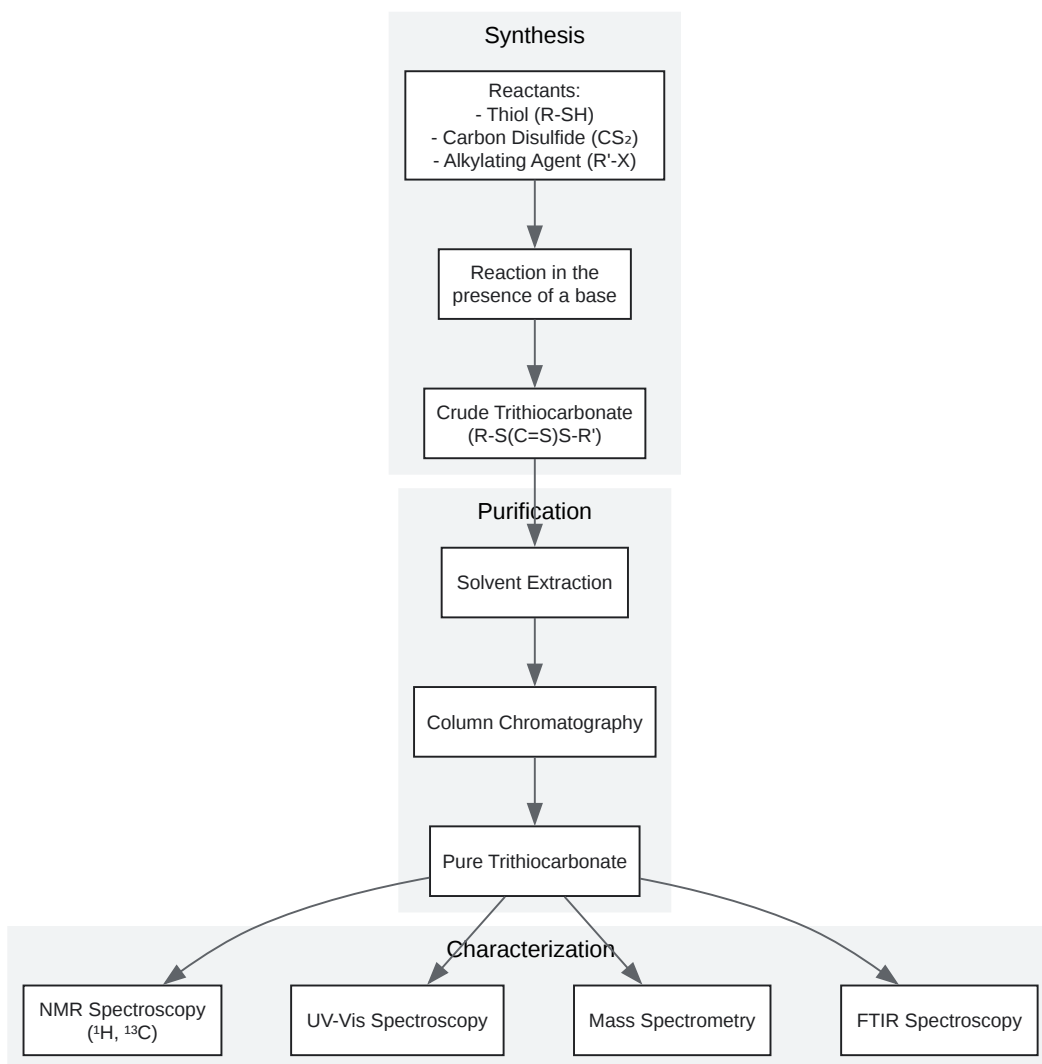 Synthesis
Reactants:
- Thiol (R-SH)
- Carbon Disulfide (CS₂)
- Alkylating Agent (R'-X)
Reaction in the
presence of a base
Crude Trithiocarbonate
(R-S(C=S)S-R')
Purification
Solvent Extraction
Column Chromatography
Pure Trithiocarbonate
Characterization
NMR Spectroscopy
(¹H, ¹³C)
UV-Vis Spectroscopy
Mass Spectrometry
FTIR Spectroscopy